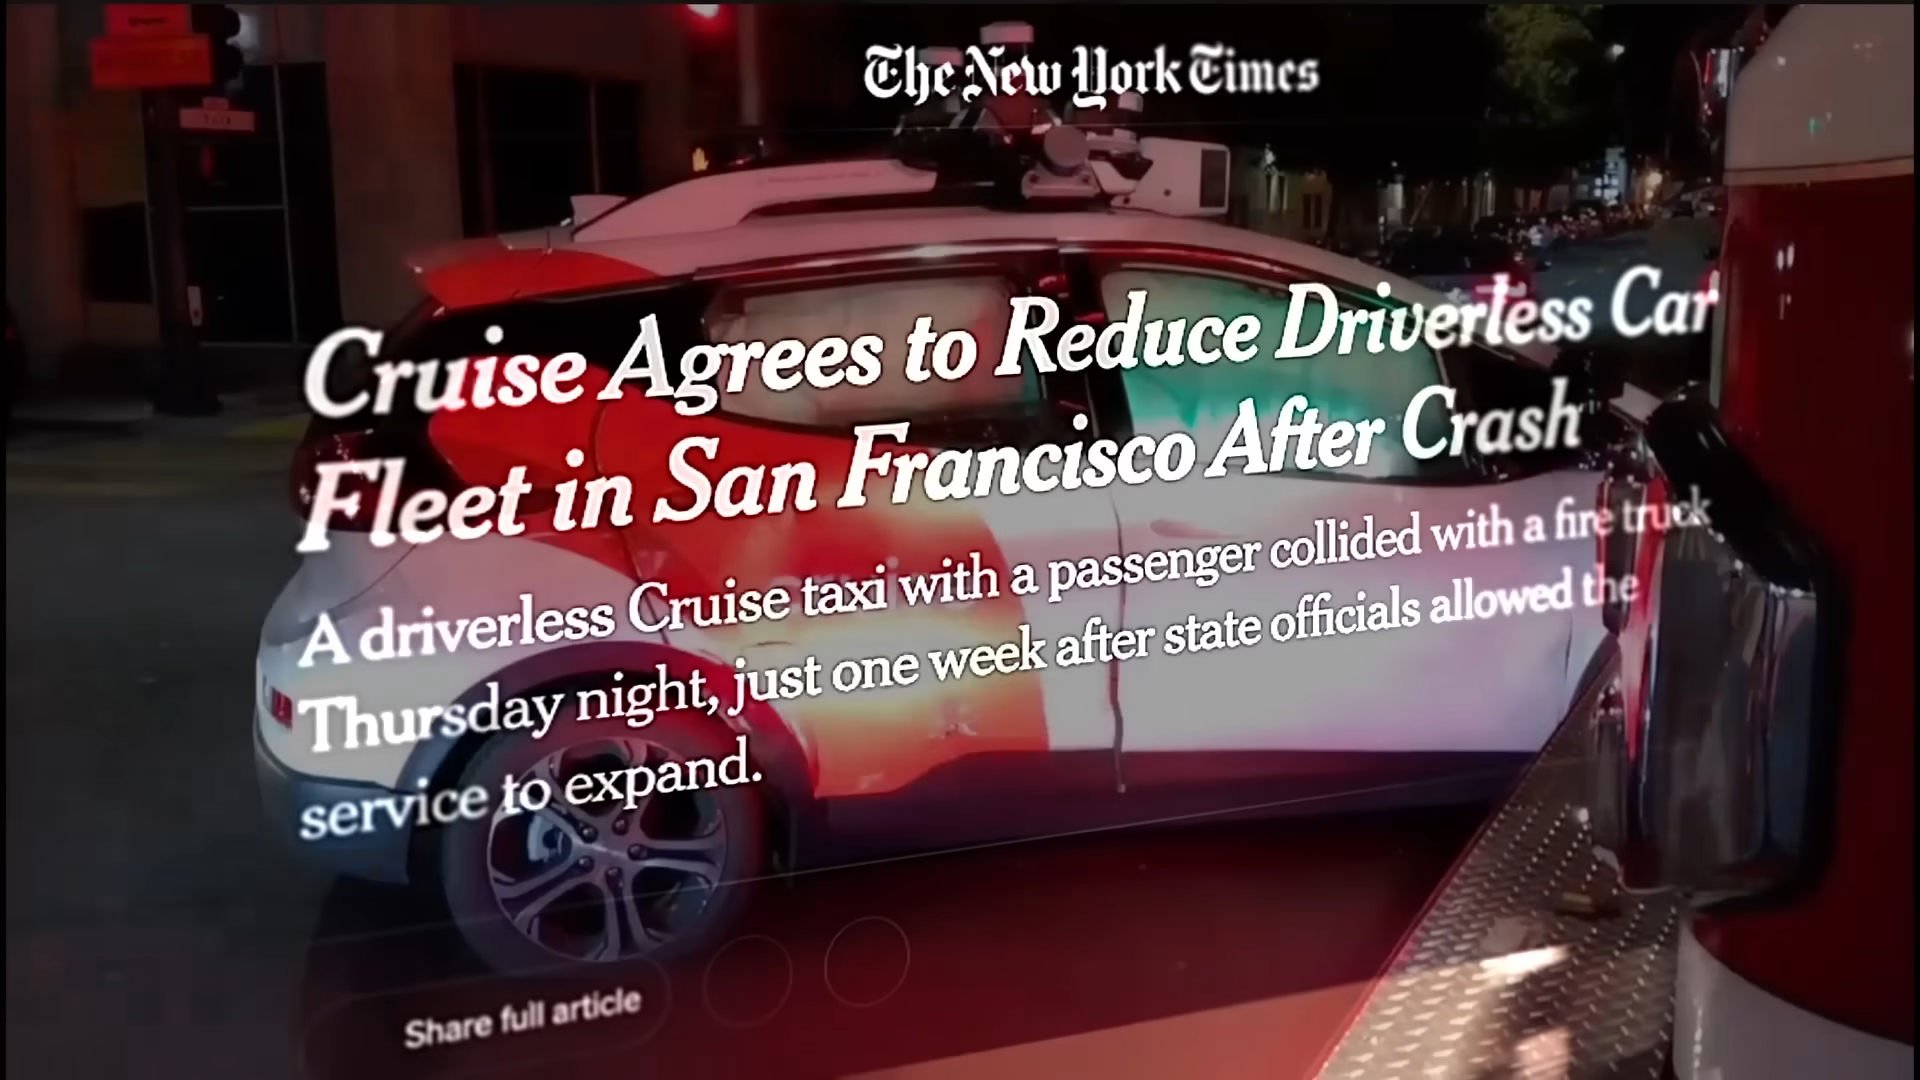 The New York Times
Cruise Agrees to Reduce Driverless Car
Fleet in San Francisco After Crash
A driverless Cruise taxi with a passenger collided with a fire truck
Thursday night, just one week after state officials allowed the
service to expand.
Share full article